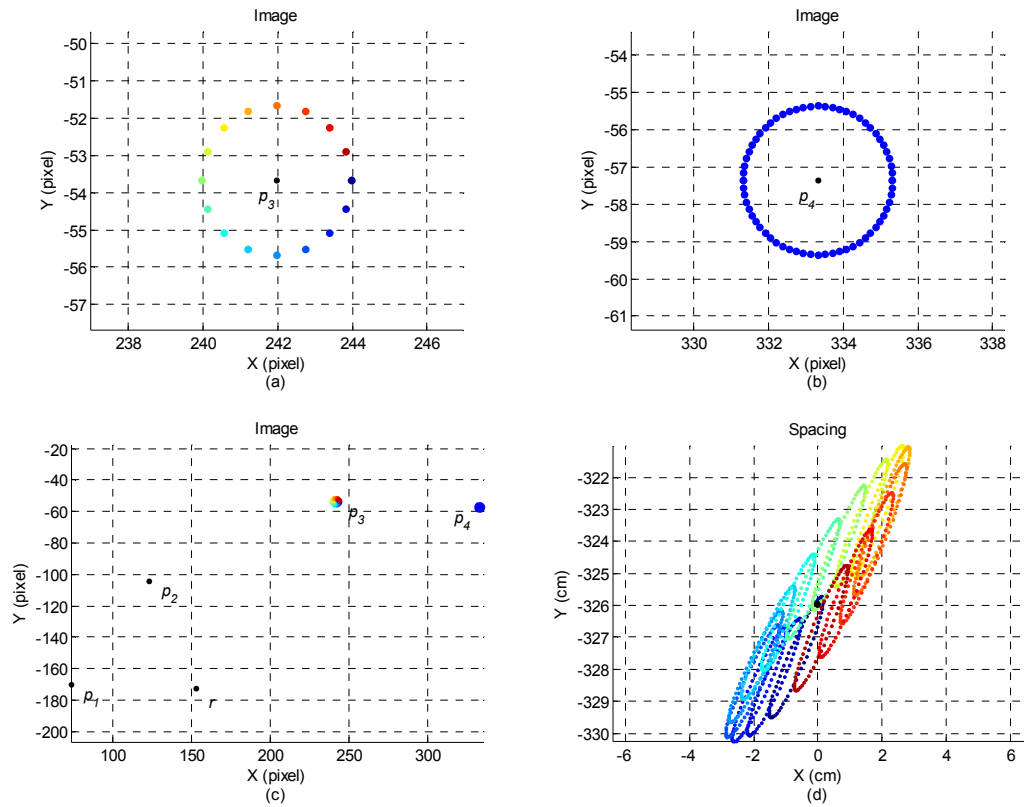 Image
-50
-51
-52
-53
-54
-55
-56
-57
Y (pixel)
p3
238 240 242 244 246
X (pixel)
(a)
Image
-54
-55
-56
-57
-58
-59
-60
-61
Y (pixel)
p4
330 332 334 336 338
X (pixel)
(b)
Image
-20
-40
-60
-80
-100
-120
-140
-160
-180
-200
Y (pixel)
p3
p4
p2
p1
r
100 150 200 250 300
X (pixel)
(c)
Spacing
-322
-323
-324
-325
-326
-327
-328
-329
-330
Y (cm)
-6 -4 -2 0 2 4 6
X (cm)
(d)